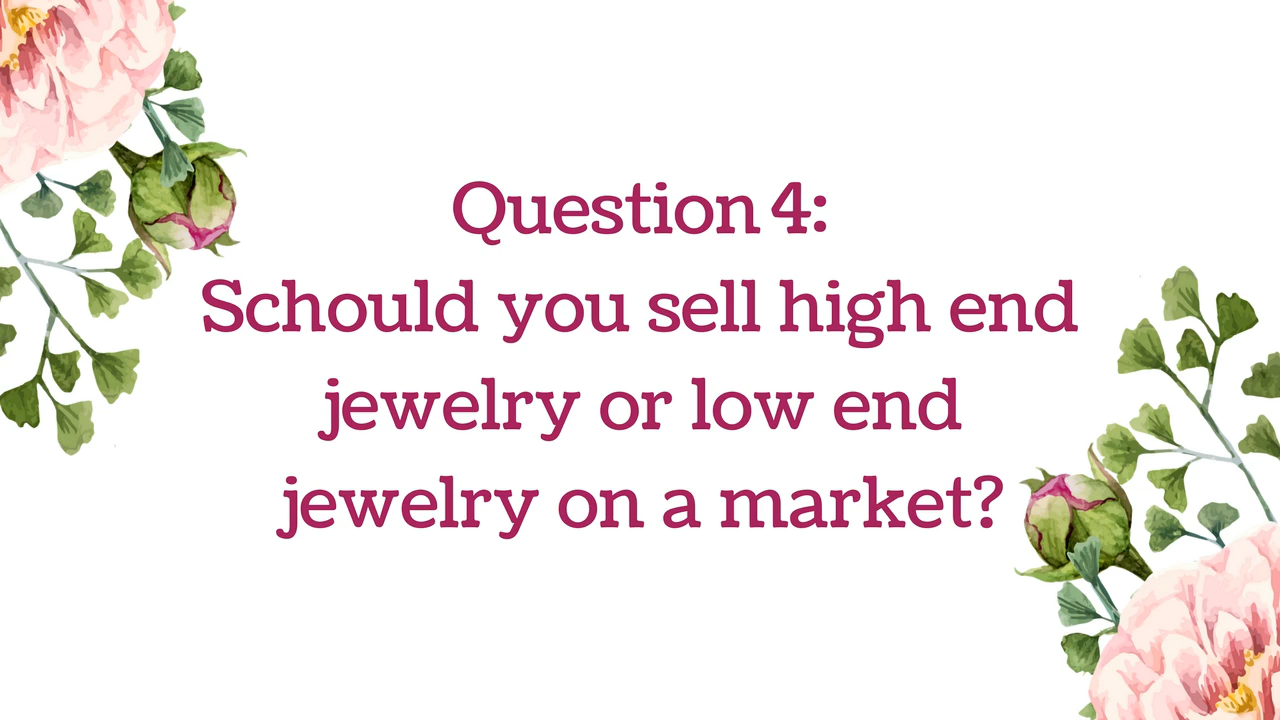 Question 4:
Schould you sell high end
jewelry or low end
jewelry on a market?